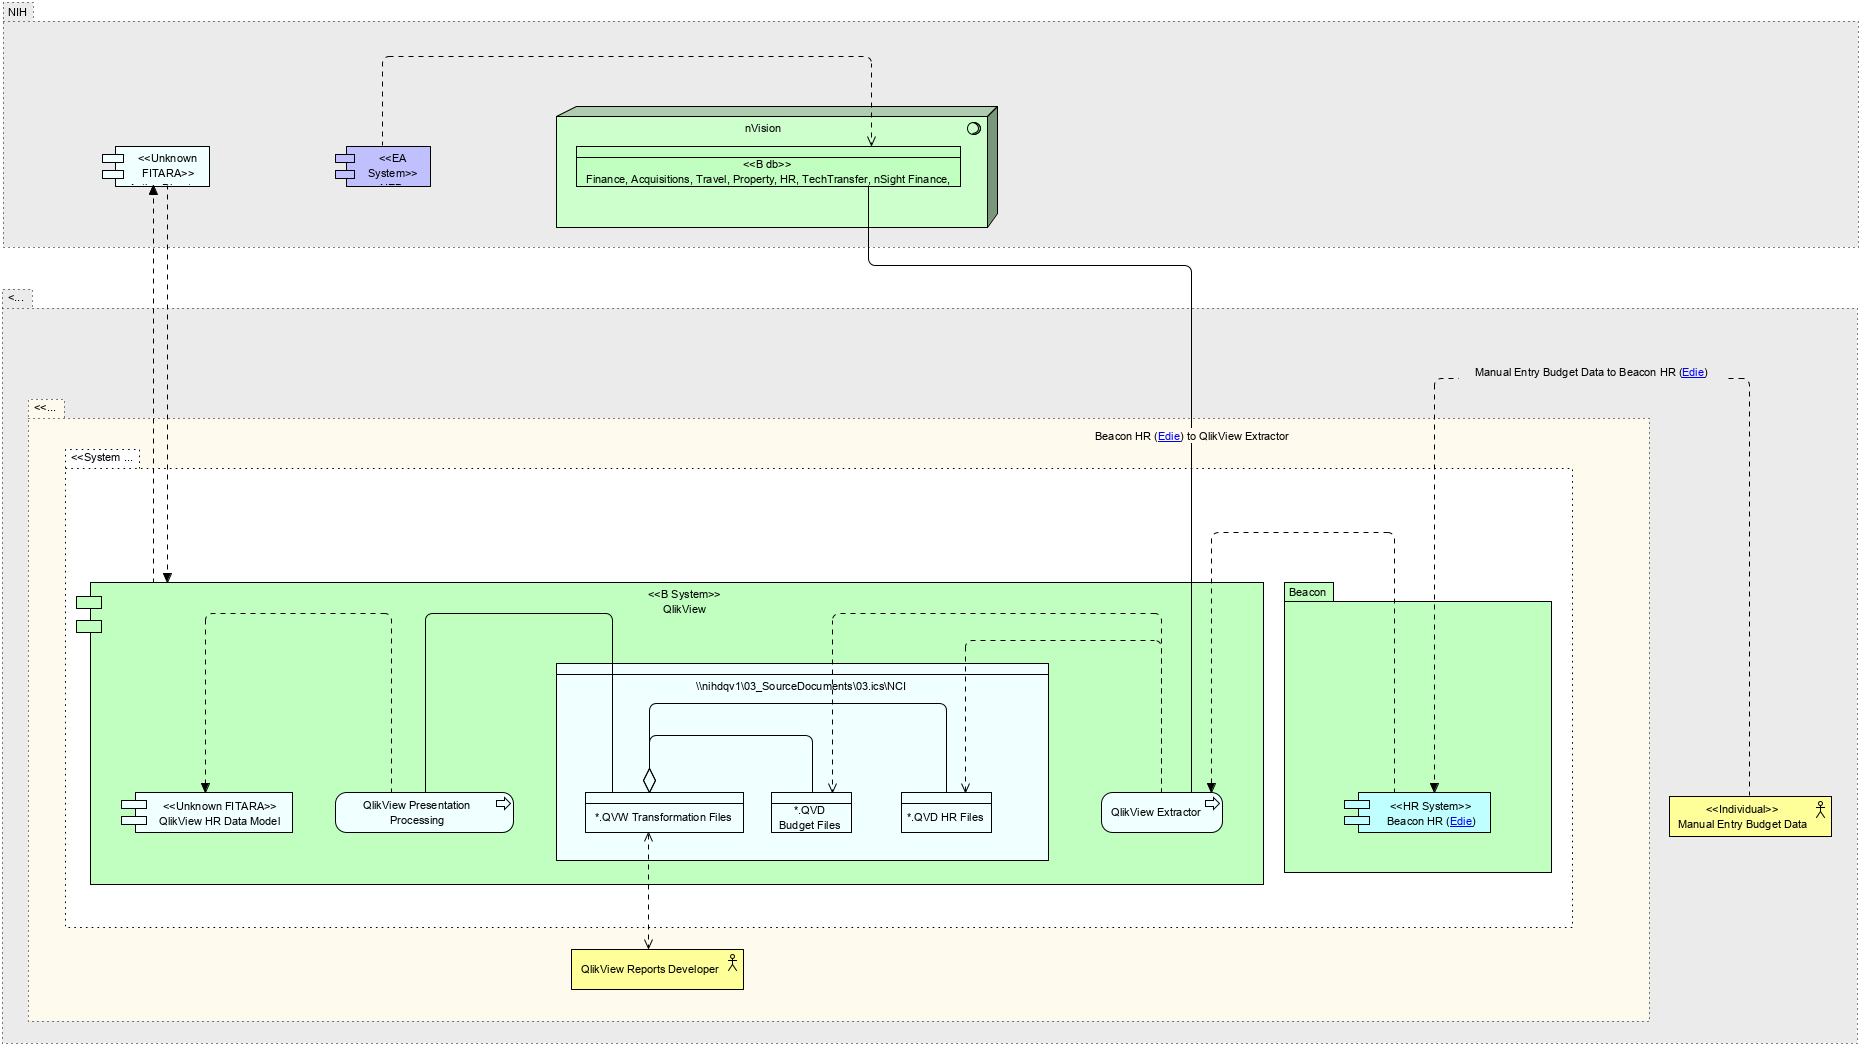 NIH
nVision
<<Unknown
FITARA>>
<<EA
System>>
<<B db>>
Finance, Acquisitions, Travel, Property, HR, TechTransfer, nSight Finance,
<...
Manual Entry Budget Data to Beacon HR (Edie)
<<...
Beacon HR (Edie) to QlikView Extractor
<<System ...
<<B System>>
QlikView
Beacon
\\nihdqv1\03_SourceDocuments\03.ics\NCI
<<Unknown FITARA>>
QlikView HR Data Model
QlikView Presentation
Processing
*.QVW Transformation Files
*.QVD
Budget Files
*.QVD HR Files
QlikView Extractor
<<HR System>>
Beacon HR (Edie)
<<Individual>>
Manual Entry Budget Data
QlikView Reports Developer